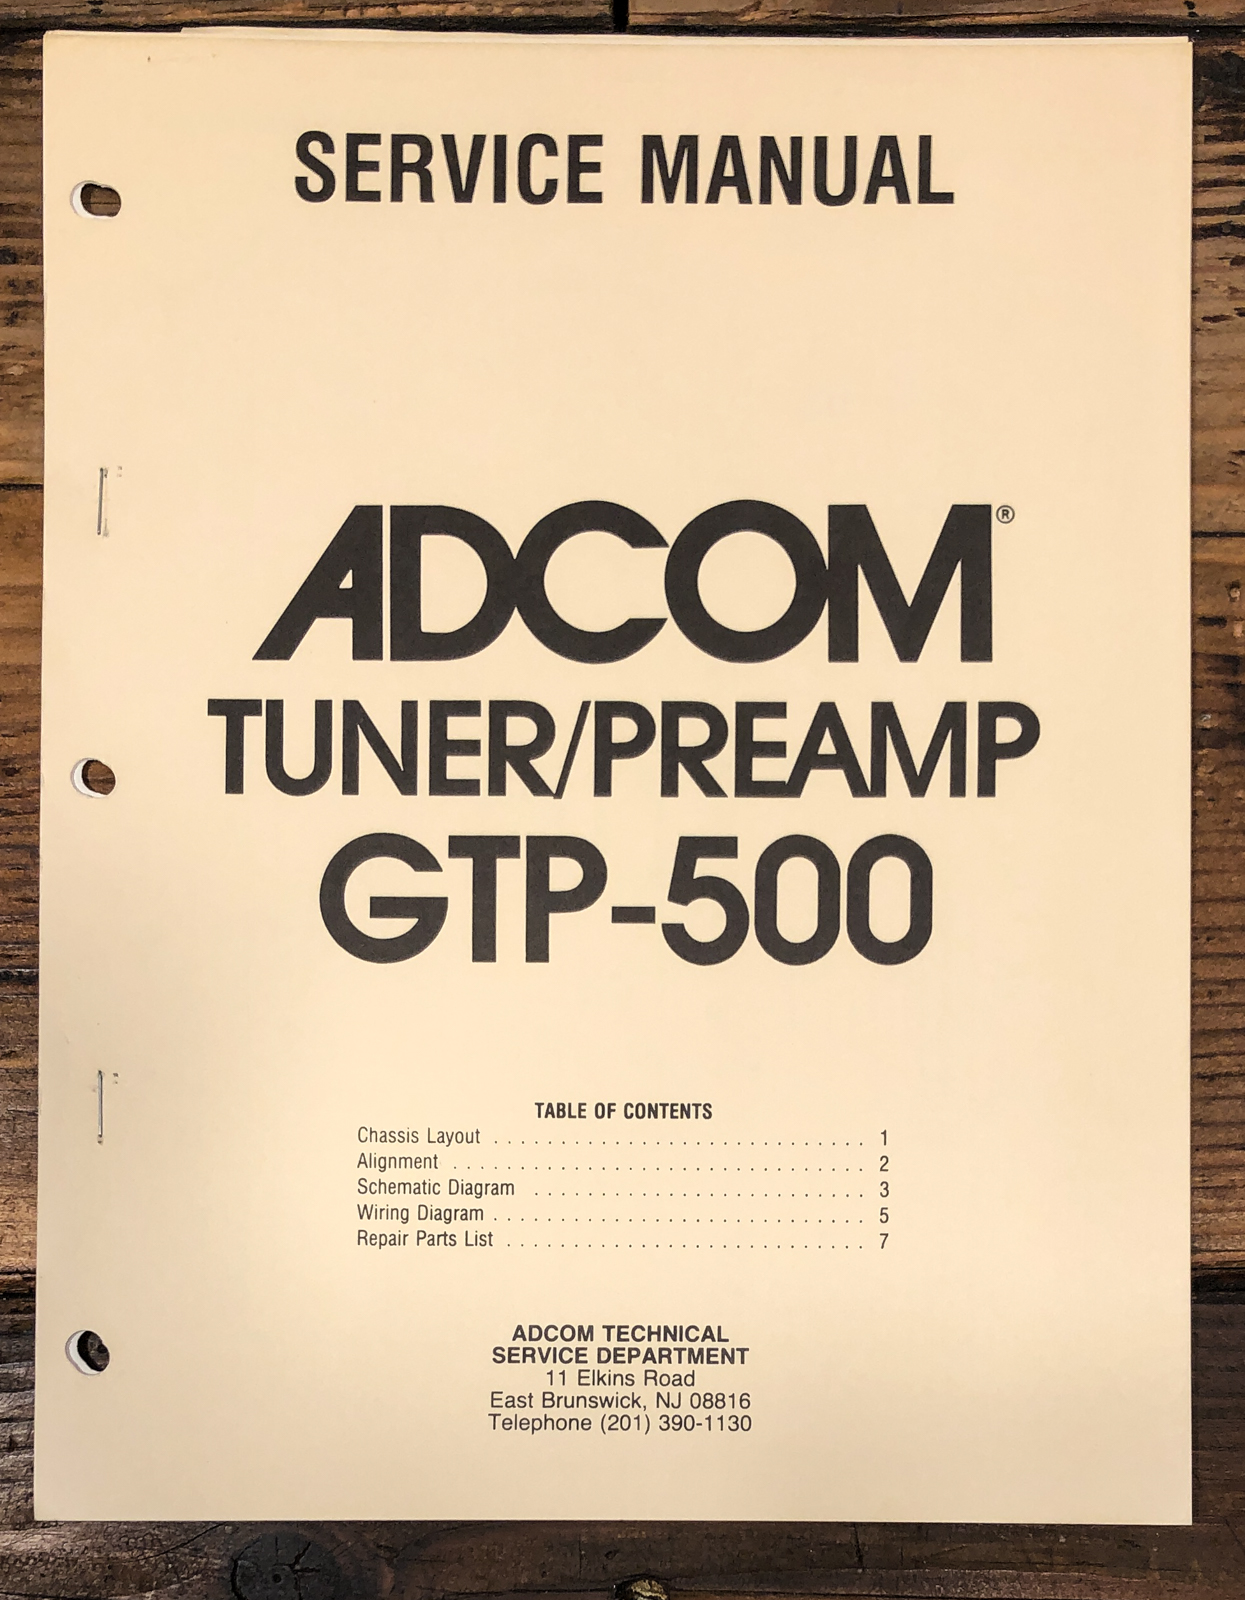 SERVICE MANUAL
ADCOM®
TUNER/PREAMP
GTP-500
TABLE OF CONTENTS
Chassis Layout . . . . . . . . . . . . . . . . . . . . . . . . . . . . 1
Alignment . . . . . . . . . . . . . . . . . . . . . . . . . . . . . . . 2
Schematic Diagram . . . . . . . . . . . . . . . . . . . . . . . . . 3
Wiring Diagram . . . . . . . . . . . . . . . . . . . . . . . . . . . . 5
Repair Parts List . . . . . . . . . . . . . . . . . . . . . . . . . . . 7
ADCOM TECHNICAL
SERVICE DEPARTMENT
11 Elkins Road
East Brunswick, NJ 08816
Telephone (201) 390-1130